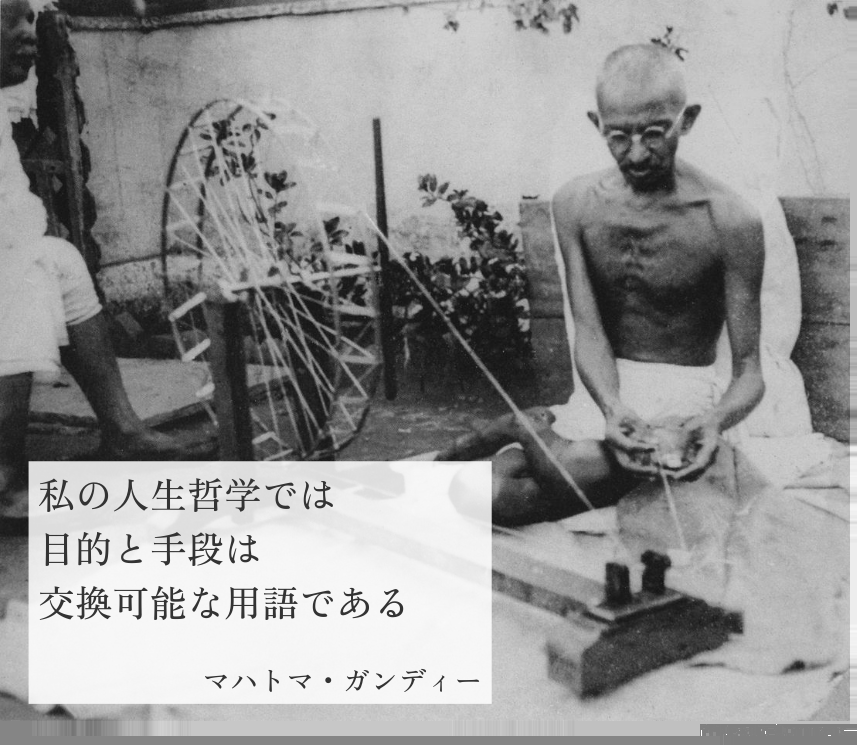 私の人生哲学では
目的と手段は
交換可能な用語である
マハトマ・ガンディー